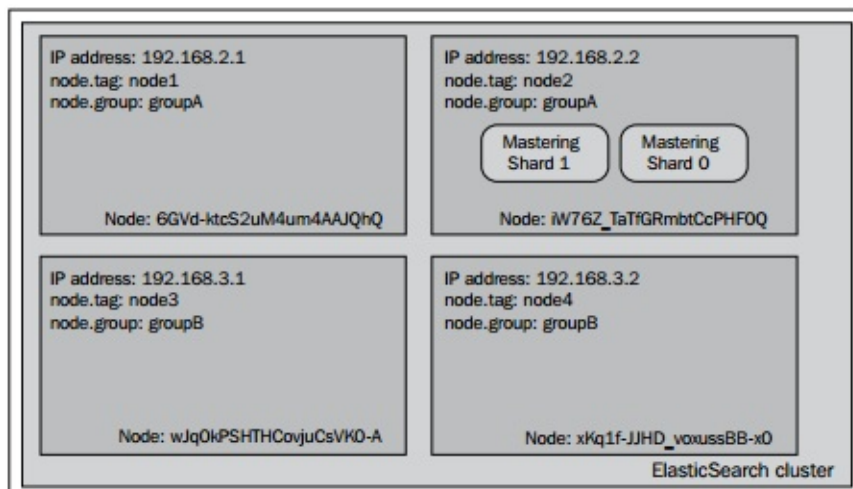 IP address: 192.168.2.1
node.tag: node1
node.group: groupA
Node: 6GVd-ktcS2uM4um4AAJQhQ
IP address: 192.168.2.2
node.tag: node2
node.group: groupA
Mastering
Shard 1
Mastering
Shard 0
Node: iW76Z_TaTfGRmbtCcPHF0Q
IP address: 192.168.3.1
node.tag: node3
node.group: groupB
Node: wJq0kPSHTHCovjuCsVK0-A
IP address: 192.168.3.2
node.tag: node4
node.group: groupB
Node: xKq1f-JJHD_voxussBB-x0
ElasticSearch cluster